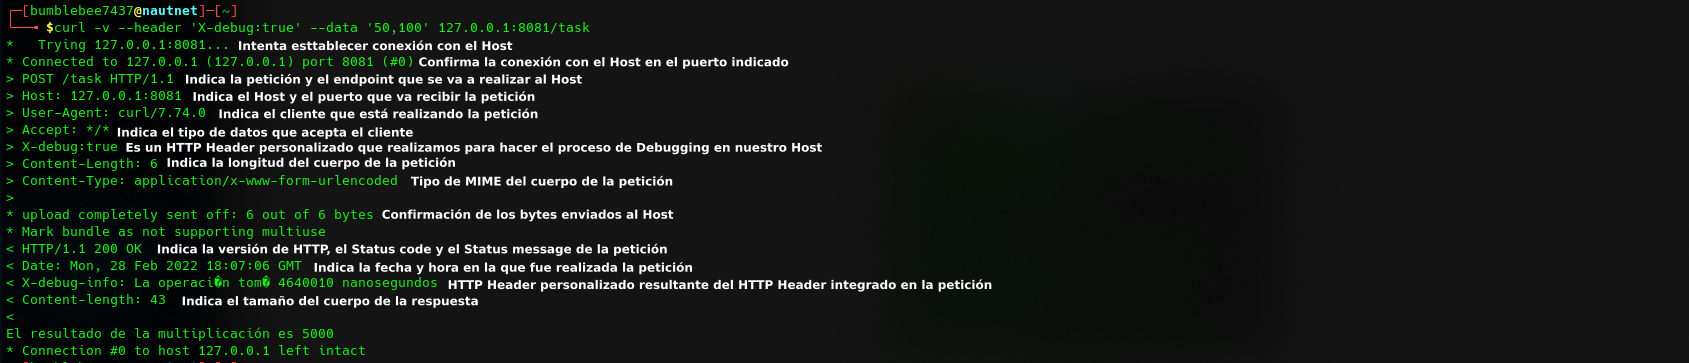 ┌─[bumblebee7437@nautnet]─[~]
└──╼ $curl -v --header 'X-debug:true' --data '50,100' 127.0.0.1:8081/task
*   Trying 127.0.0.1:8081... Intenta esttablecer conexión con el Host
* Connected to 127.0.0.1 (127.0.0.1) port 8081 (#0) Confirma la conexión con el Host en el puerto indicado
> POST /task HTTP/1.1 Indica la petición y el endpoint que se va a realizar al Host
> Host: 127.0.0.1:8081 Indica el Host y el puerto que va recibir la petición
> User-Agent: curl/7.74.0 Indica el cliente que está realizando la petición
> Accept: */* Indica el tipo de datos que acepta el cliente
> X-debug:true Es un HTTP Header personalizado que realizamos para hacer el proceso de Debugging en nuestro Host
> Content-Length: 6 Indica la longitud del cuerpo de la petición
> Content-Type: application/x-www-form-urlencoded Tipo de MIME del cuerpo de la petición
>
* upload completely sent off: 6 out of 6 bytes Confirmación de los bytes enviados al Host
* Mark bundle as not supporting multiuse
< HTTP/1.1 200 OK Indica la versión de HTTP, el Status code y el Status message de la petición
< Date: Mon, 28 Feb 2022 18:07:06 GMT Indica la fecha y hora en la que fue realizada la petición
< X-debug-info: La operaci�n tom� 4640010 nanosegundos HTTP Header personalizado resultante del HTTP Header integrado en la petición
< Content-length: 43 Indica el tamaño del cuerpo de la respuesta
<
El resultado de la multiplicación es 5000
* Connection #0 to host 127.0.0.1 left intact